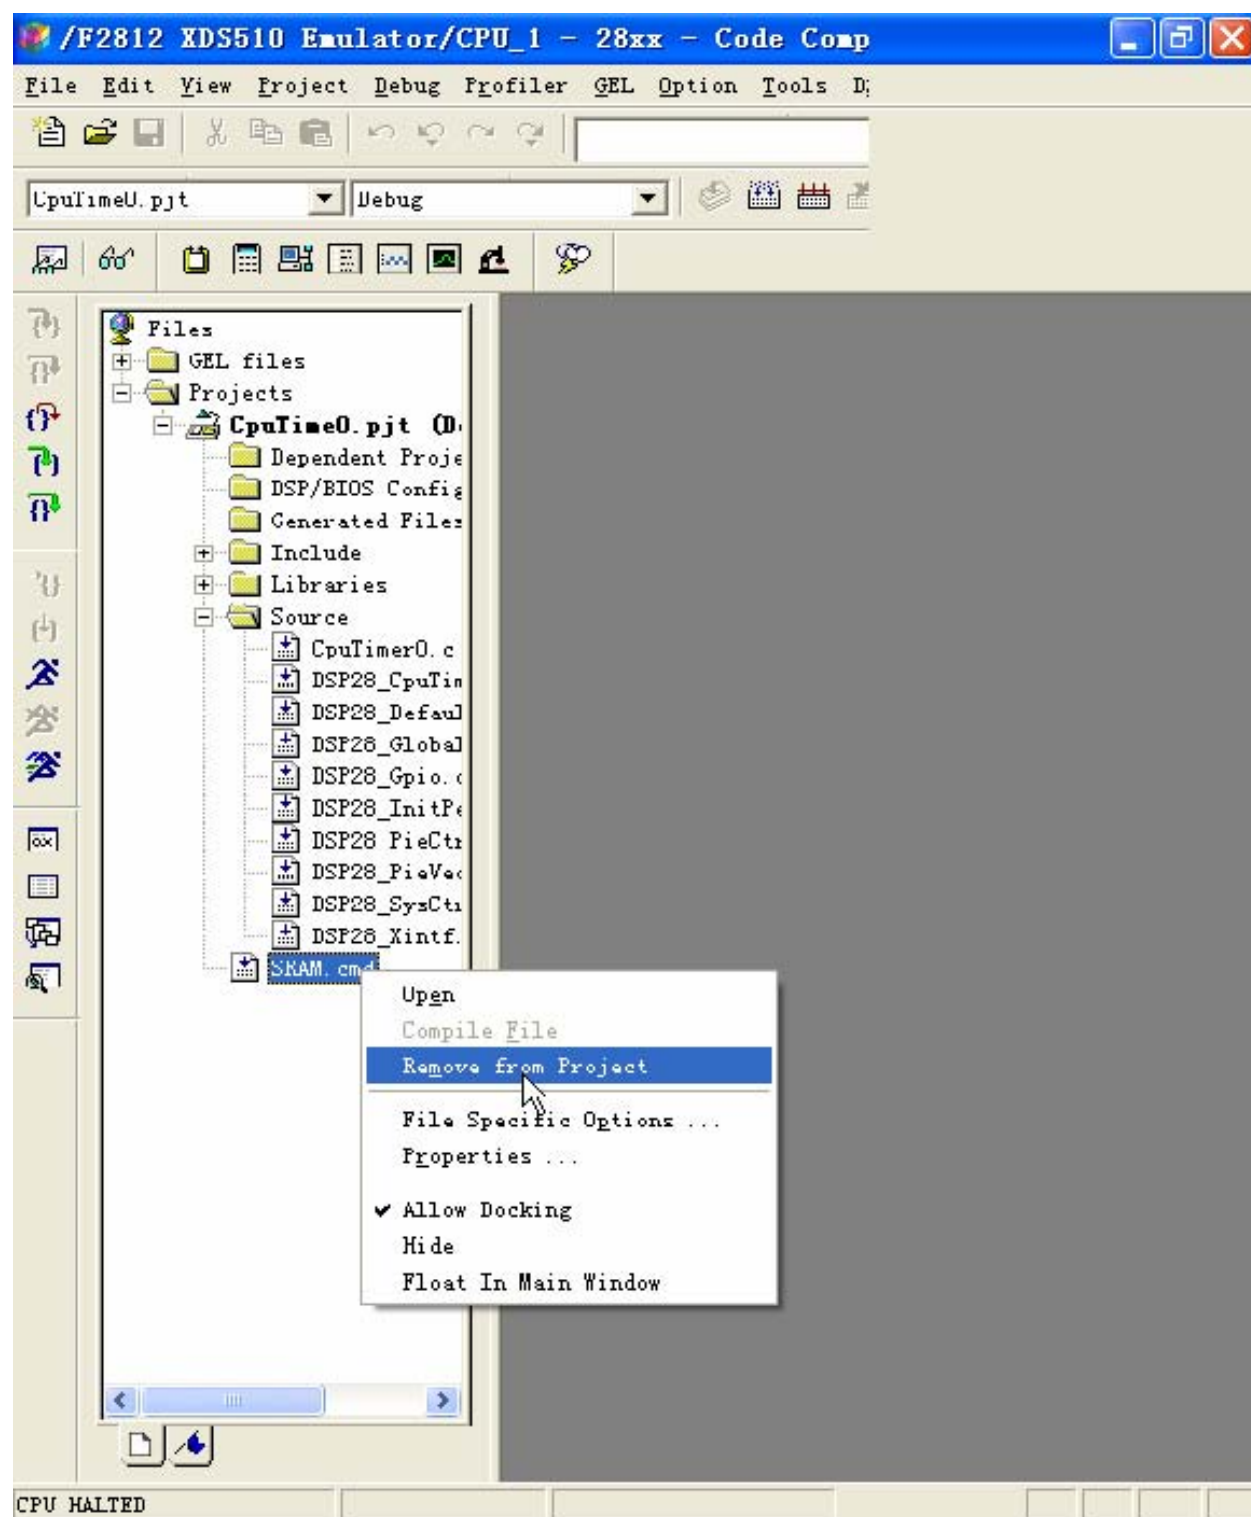 /F2812 XDS510 Emulator/CPU_1 - 28xx - Code Comp
File Edit View Project Debug Profiler GEL Option Tools
CpuTime0.pjt Debug
Files
GEL files
Projects
CpuTime0.pjt (D
Dependent Proje
DSP/BIOS Config
Generated Files
Include
Libraries
Source
CpuTimer0.c
DSP28_CpuTim
DSP28_Defaul
DSP28_Global
DSP28_Gpio.c
DSP28_InitPe
DSP28_PieCtr
DSP28_PieVec
DSP28_SysCtr
DSP28_Xintf.
SRAM.cmd
Open
Compile File
Remove from Project
File Specific Options ...
Properties ...
Allow Docking
Hide
Float In Main Window
CPU HALTED